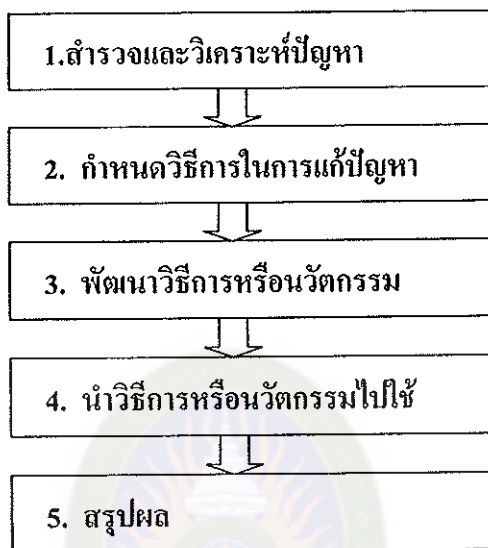 1.สำรวจและวิเคราะห์ปัญหา
2. กำหนดวิธีการในการแก้ปัญหา
3. พัฒนาวิธีการหรือนวัตกรรม
4. นำวิธีการหรือนวัตกรรมไปใช้
5. สรุปผล